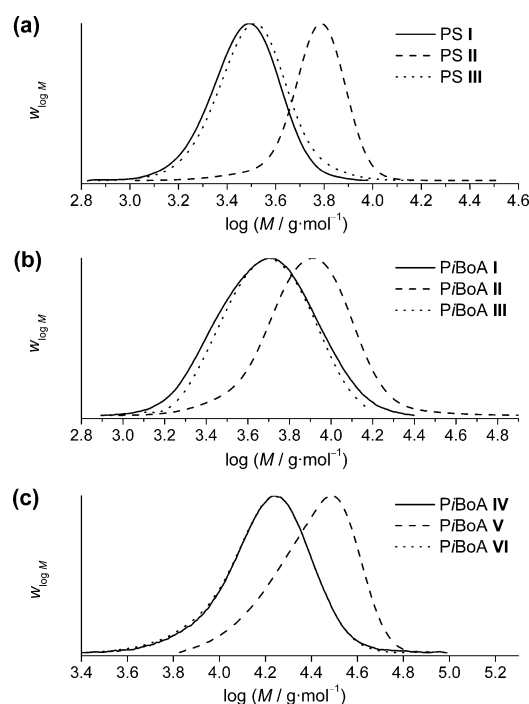 (a)
PS I
PS II
PS III
w log M
2.8 3.0 3.2 3.4 3.6 3.8 4.0 4.2 4.4 4.6
log (M / g·mol⁻¹)
(b)
PiBoA I
PiBoA II
PiBoA III
w log M
2.8 3.0 3.2 3.4 3.6 3.8 4.0 4.2 4.4 4.6 4.8
log (M / g·mol⁻¹)
(c)
PiBoA IV
PiBoA V
PiBoA VI
w log M
3.4 3.6 3.8 4.0 4.2 4.4 4.6 4.8 5.0 5.2
log (M / g·mol⁻¹)